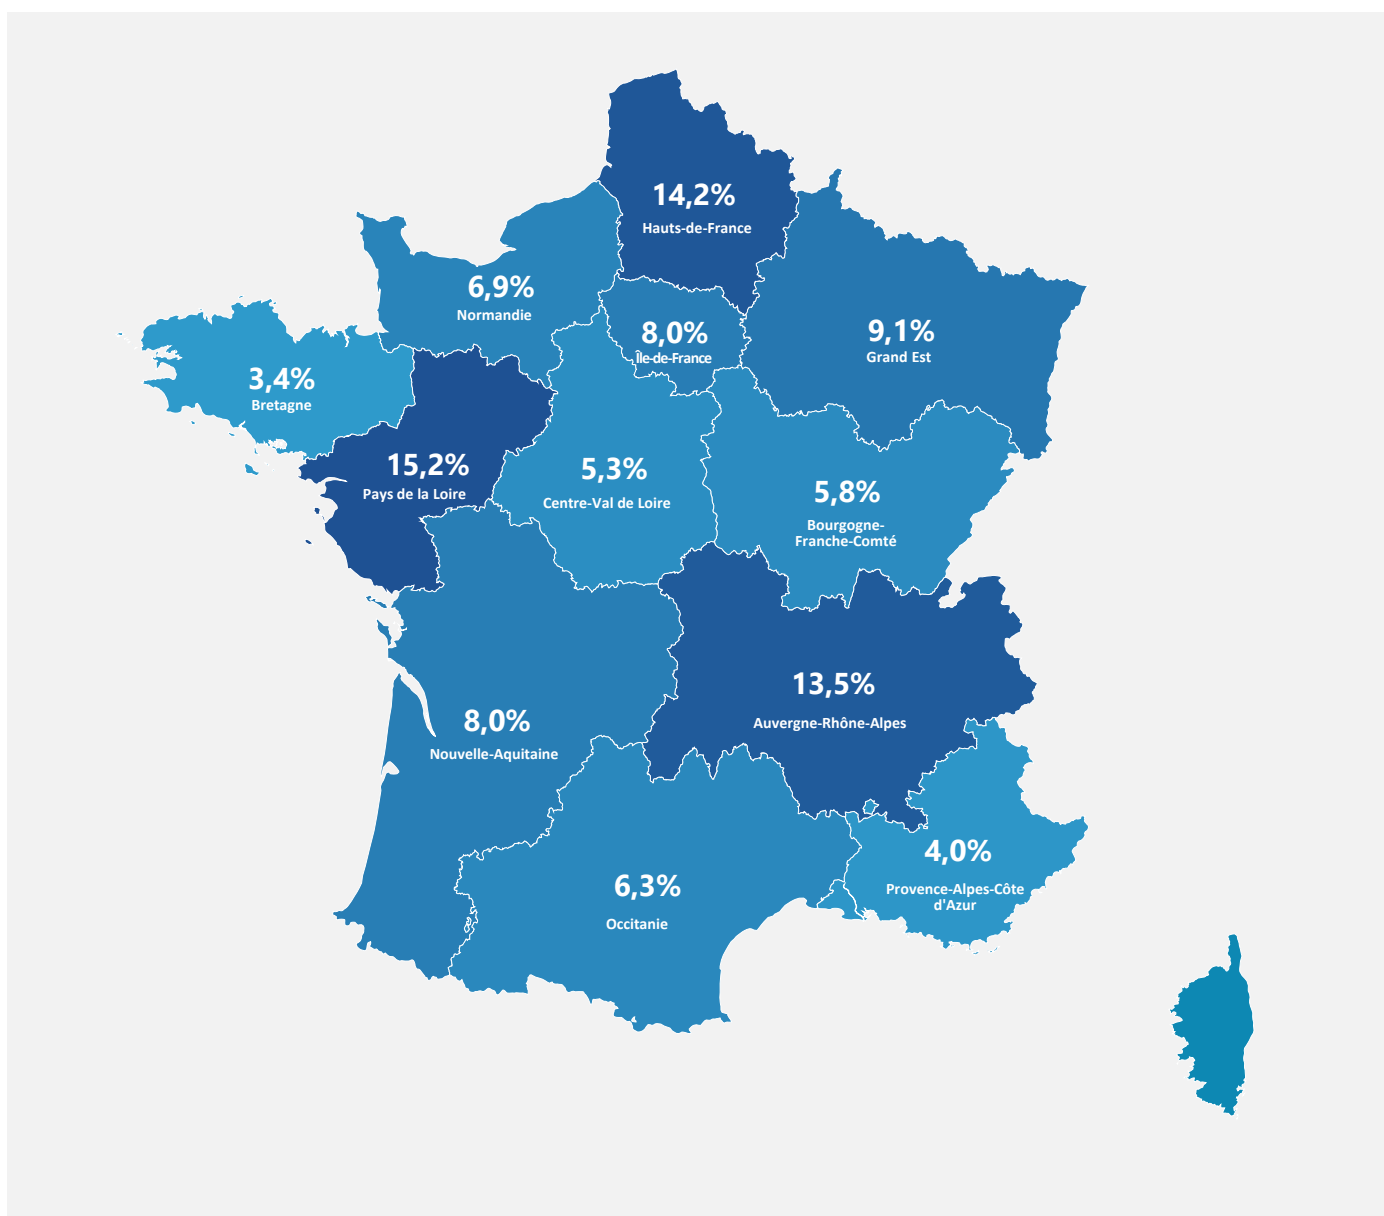 14,2%
Hauts-de-France
6,9%
Normandie
8,0%
Île-de-France
9,1%
Grand Est
3,4%
Bretagne
15,2%
Pays de la Loire
5,3%
Centre-Val de Loire
5,8%
Bourgogne-
Franche-Comté
13,5%
Auvergne-Rhône-Alpes
8,0%
Nouvelle-Aquitaine
4,0%
Provence-Alpes-Côte
d'Azur
6,3%
Occitanie